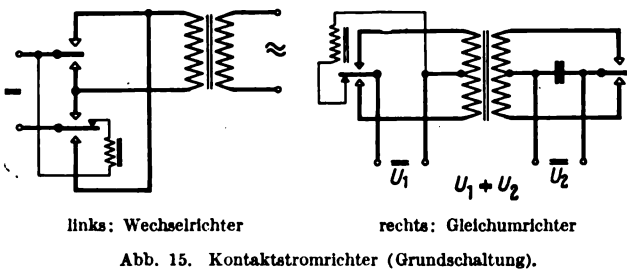 U1
U1 + U2
U2
links: Wechselrichter
rechts: Gleichumrichter
Abb. 15. Kontaktstromrichter (Grundschaltung).